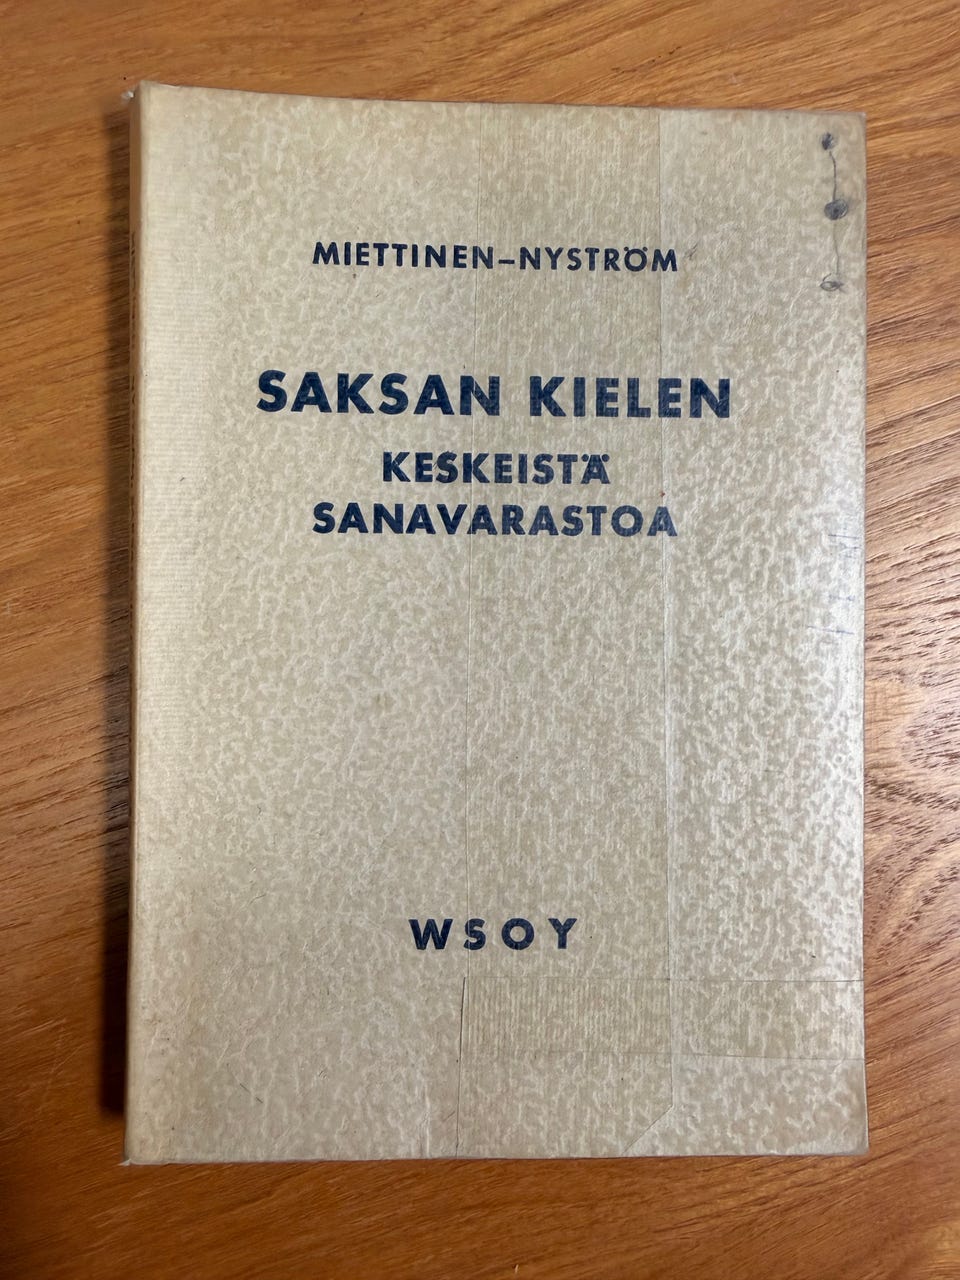 MIETTINEN–NYSTRÖM
SAKSAN KIELEN
KESKEISTÄ
SANAVARASTOA
WSOY